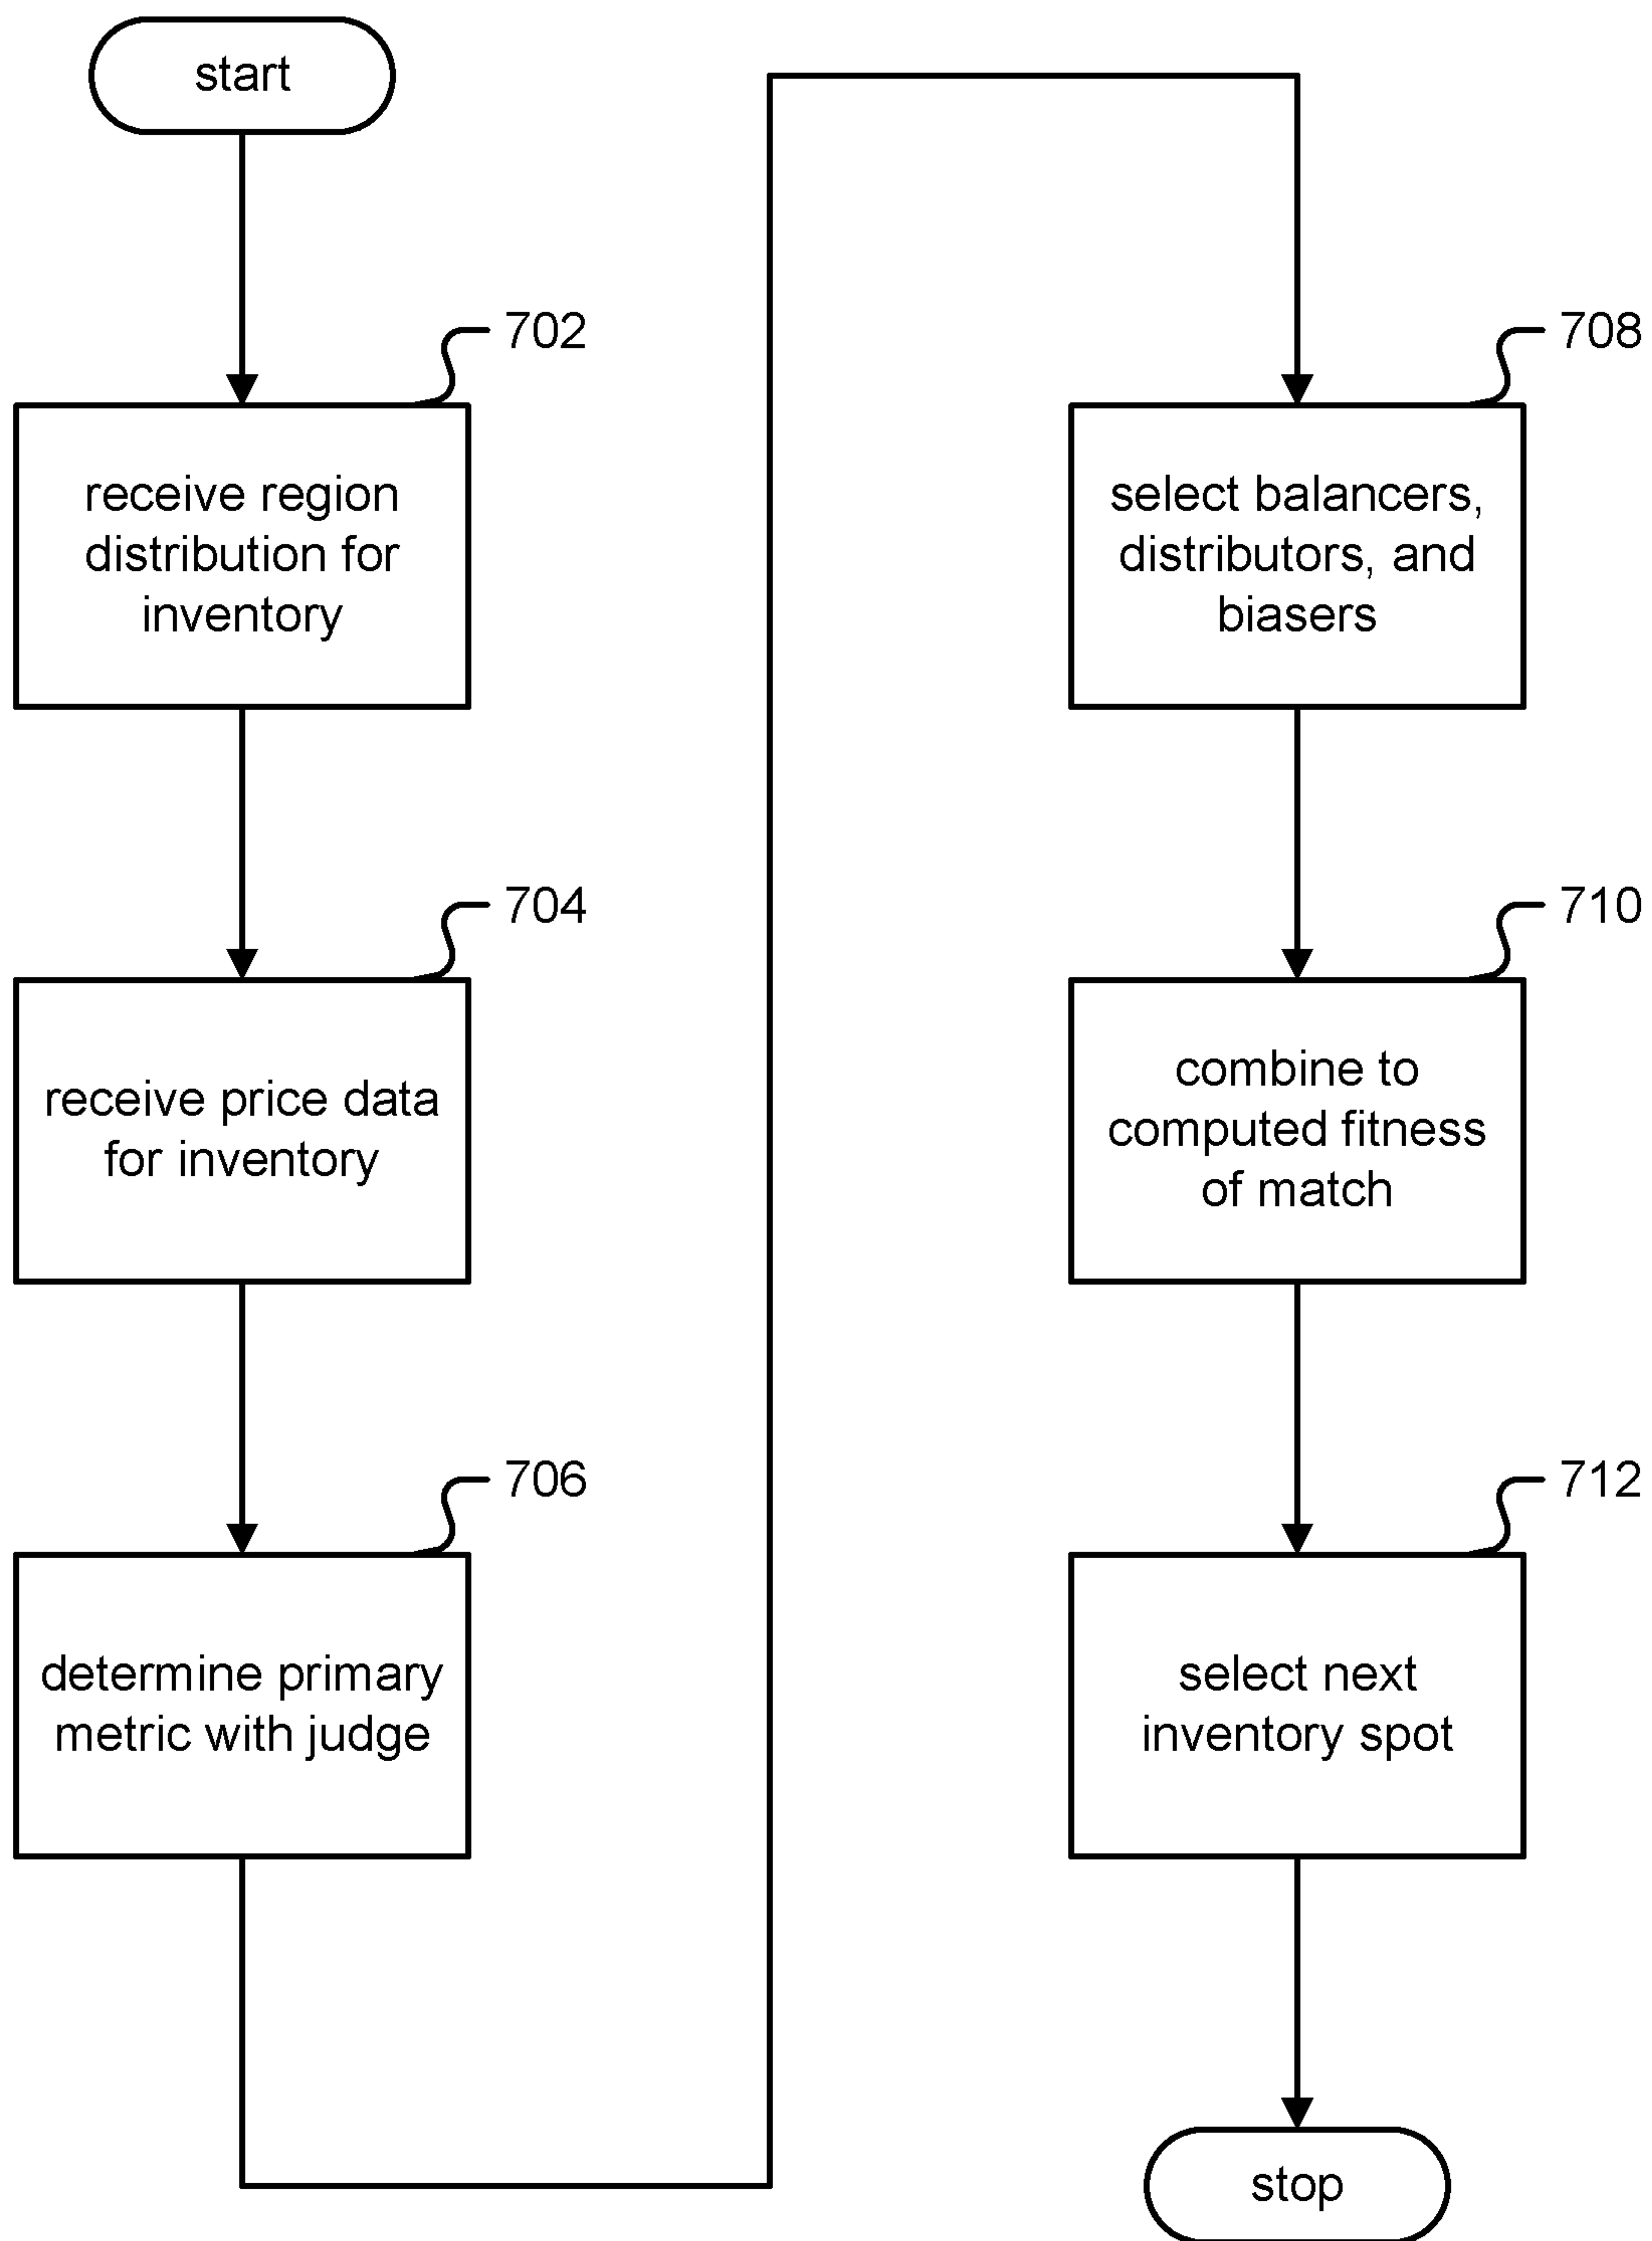 start
702
receive region
distribution for
inventory
704
receive price data
for inventory
706
determine primary
metric with judge
708
select balancers,
distributors, and
biasers
710
combine to
computed fitness
of match
712
select next
inventory spot
stop